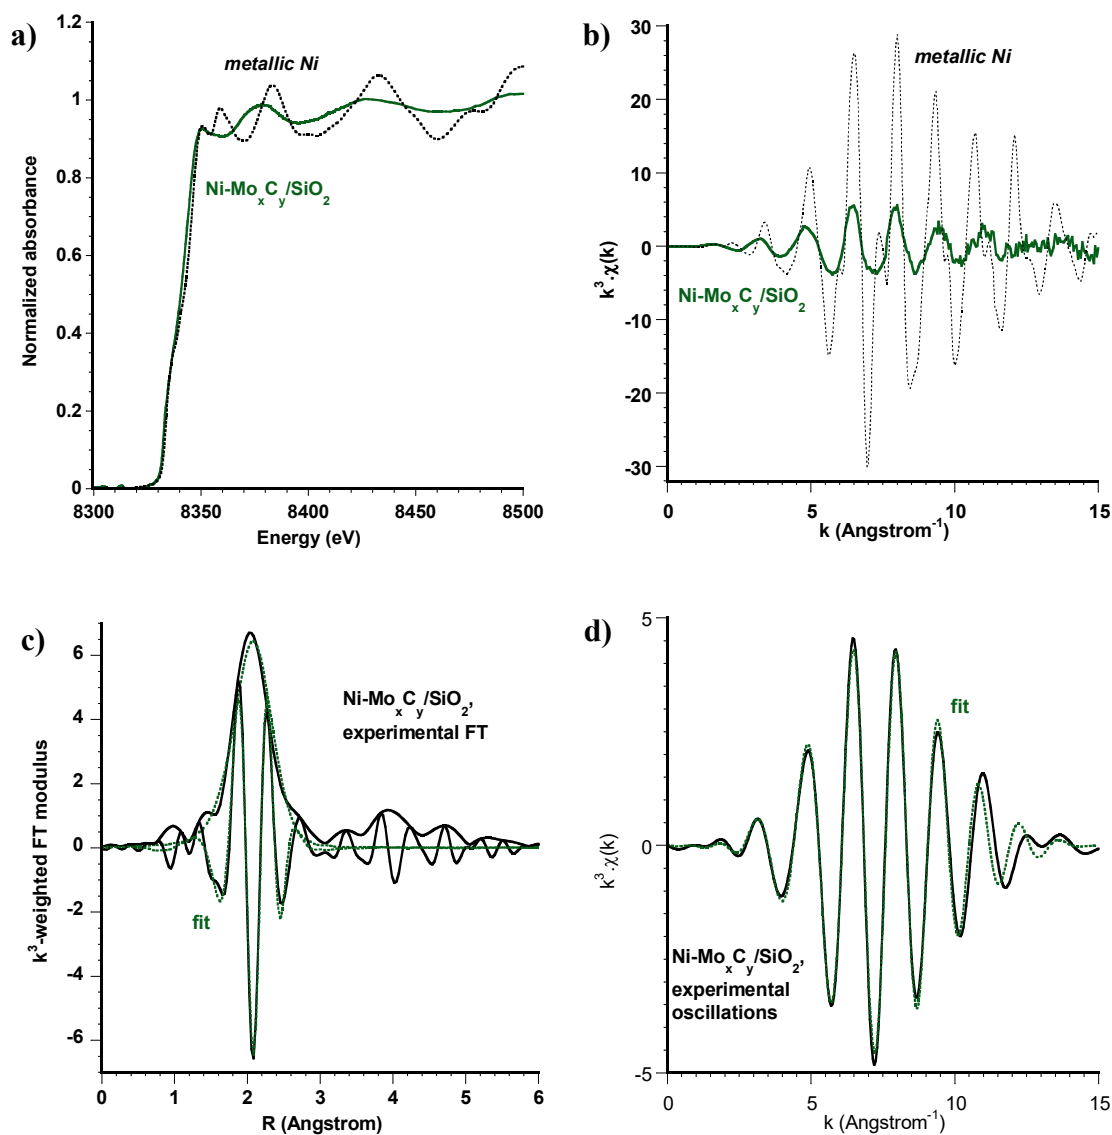 a)
1.2
1
0.8
0.6
0.4
0.2
0
Normalized absorbance
metallic Ni
Ni-MoxCy/SiO2
8300 8350 8400 8450 8500
Energy (eV)
b)
30
20
10
0
-10
-20
-30
k3.χ(k)
metallic Ni
Ni-MoxCy/SiO2
0 5 10 15
k (Angstrom-1)
c)
6
4
2
0
-2
-4
-6
k3-weighted FT modulus
Ni-MoxCy/SiO2,
experimental FT
fit
0 1 2 3 4 5 6
R (Angstrom)
d)
5
0
-5
k3.χ(k)
fit
Ni-MoxCy/SiO2,
experimental
oscillations
0 5 10 15
k (Angstrom-1)